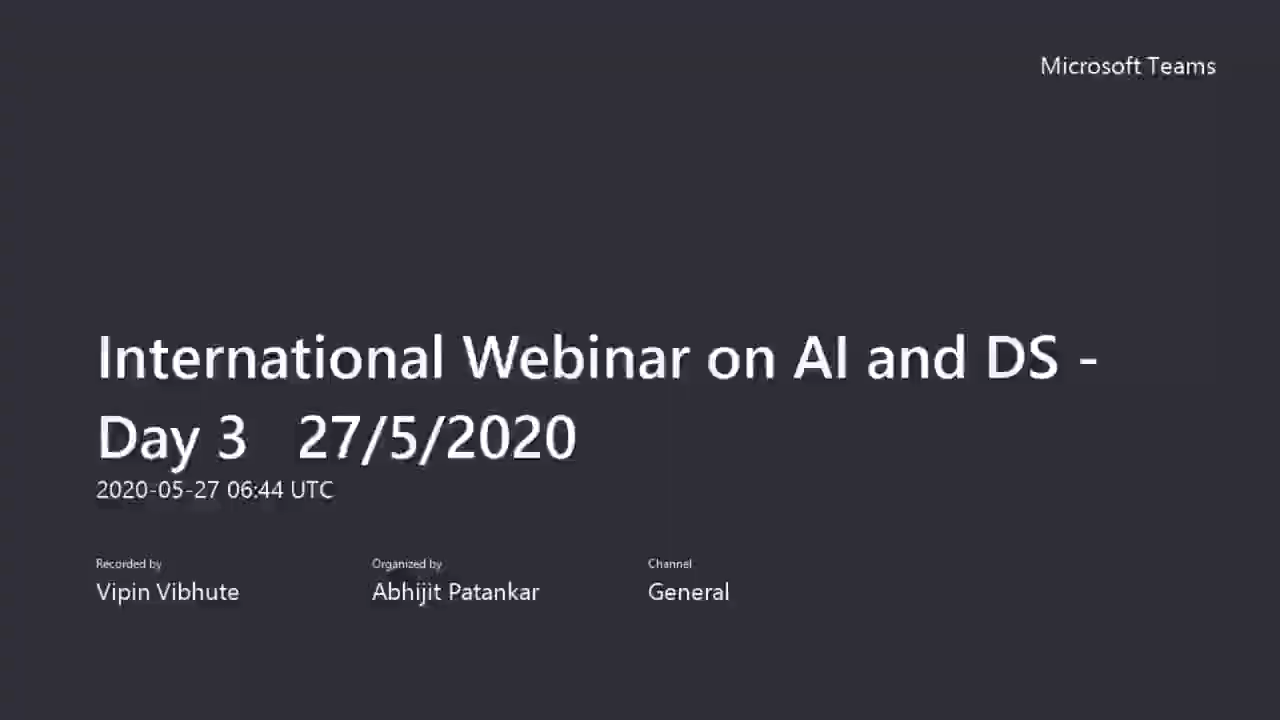 Microsoft Teams
International Webinar on AI and DS -
Day 3 27/5/2020
2020-05-27 06:44 UTC
Recorded by Organized by Channel
Vipin Vibhute Abhijit Patankar General